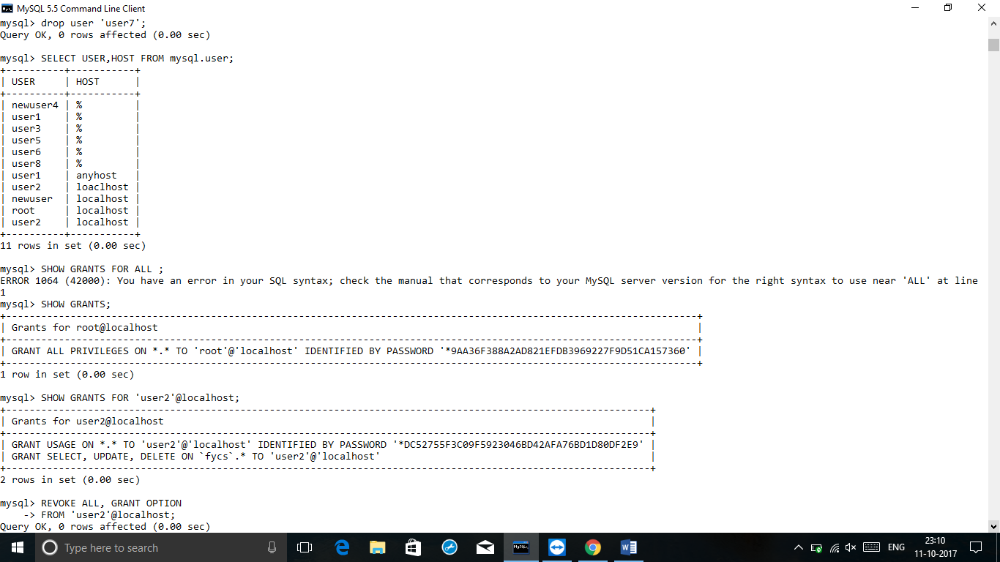 MySQL 5.5 Command Line Client
mysql> drop user 'user7';
Query OK, 0 rows affected (0.00 sec)
mysql> SELECT USER,HOST FROM mysql.user;
+----------+-----------+
| USER     | HOST      |
+----------+-----------+
| newuser4 | %         |
| user1    | %         |
| user3    | %         |
| user5    | %         |
| user6    | %         |
| user8    | %         |
| user1    | anyhost   |
| user2    | loaclhost |
| newuser  | localhost |
| root     | localhost |
| user2    | localhost |
+----------+-----------+
11 rows in set (0.00 sec)
mysql> SHOW GRANTS FOR ALL ;
ERROR 1064 (42000): You have an error in your SQL syntax; check the manual that corresponds to your MySQL server version for the right syntax to use near 'ALL' at line
1
mysql> SHOW GRANTS;
| Grants for root@localhost |
| GRANT ALL PRIVILEGES ON *.* TO 'root'@'localhost' IDENTIFIED BY PASSWORD '*9AA36F388A2AD821EFDB3969227F9D51CA157360' |
1 row in set (0.00 sec)
mysql> SHOW GRANTS FOR 'user2'@localhost;
| Grants for user2@localhost |
| GRANT USAGE ON *.* TO 'user2'@'localhost' IDENTIFIED BY PASSWORD '*DC52755F3C09F5923046BD42AFA76BD1D80DF2E9' |
| GRANT SELECT, UPDATE, DELETE ON `fycs`.* TO 'user2'@'localhost' |
2 rows in set (0.00 sec)
mysql> REVOKE ALL, GRANT OPTION
    -> FROM 'user2'@localhost;
Query OK, 0 rows affected (0.00 sec)
Type here to search
ENG
23:10
11-10-2017